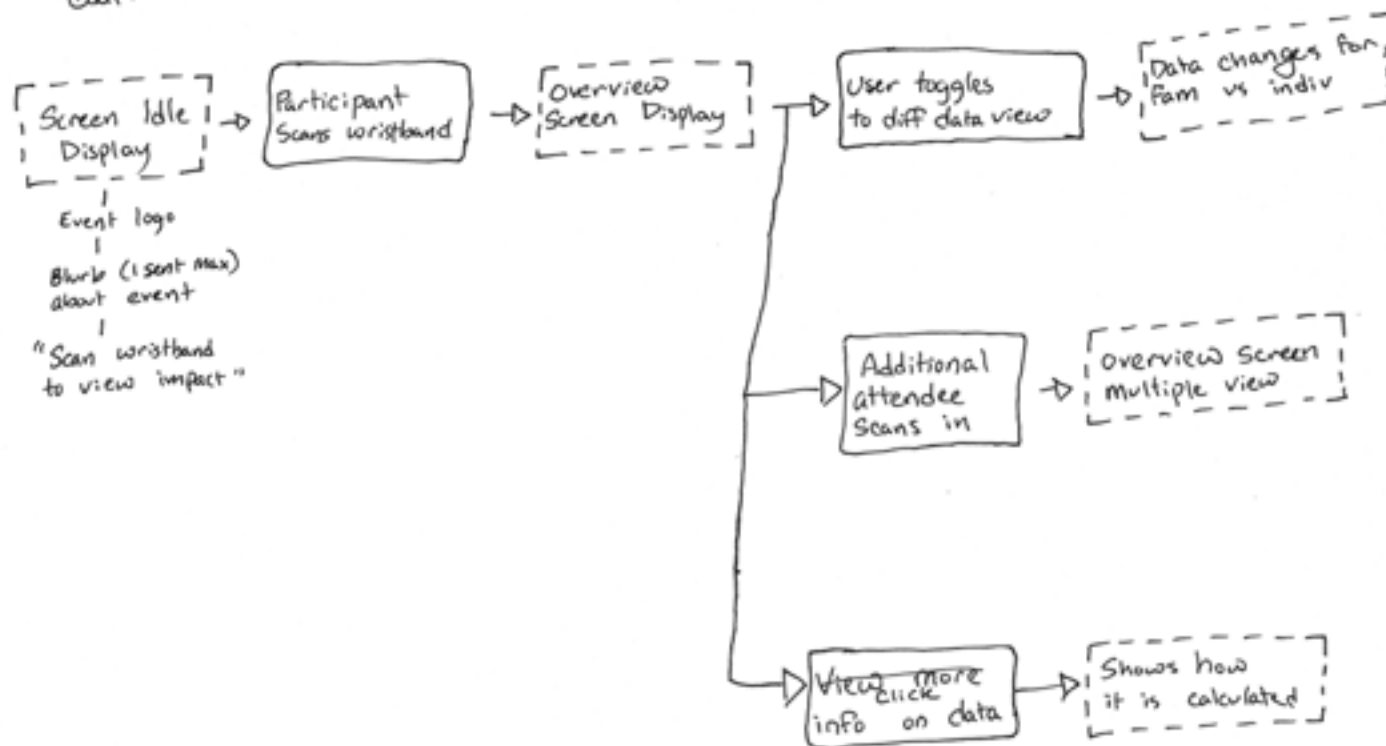 Screen Idle
Display
Event logo
Blurb (1 sent max)
about event
"Scan wristband
to view impact"
Participant
Scans wristband
Overview
Screen Display
User toggles
to diff data view
Data changes for
Fam vs indiv
Additional
attendee
Scans in
overview screen
multiple view
View more
click
info on data
Shows how
it is calculated